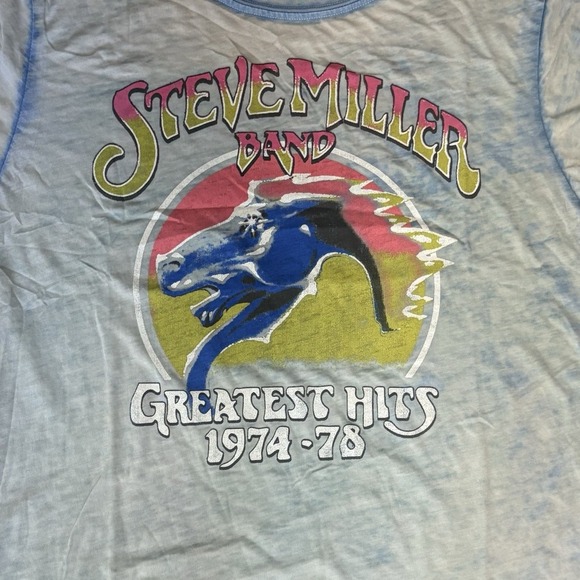 STEVE MILLER
BAND
GREATEST HITS
1974-78